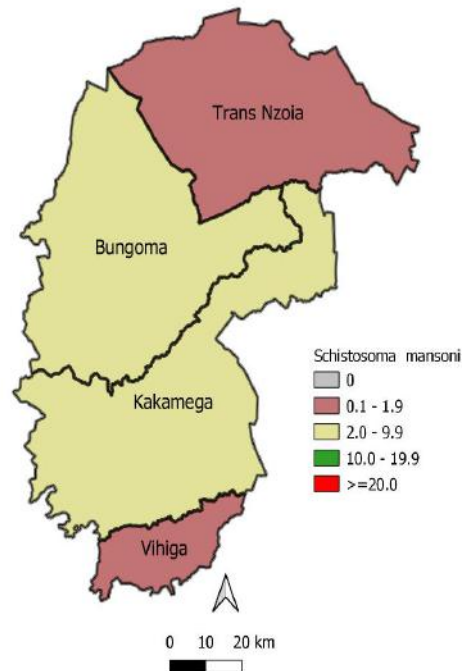 Trans Nzoia
Bungoma
Schistosoma mansoni
0
0.1 - 1.9
2.0 - 9.9
10.0 - 19.9
>=20.0
Kakamega
Vihiga
0 10 20 km